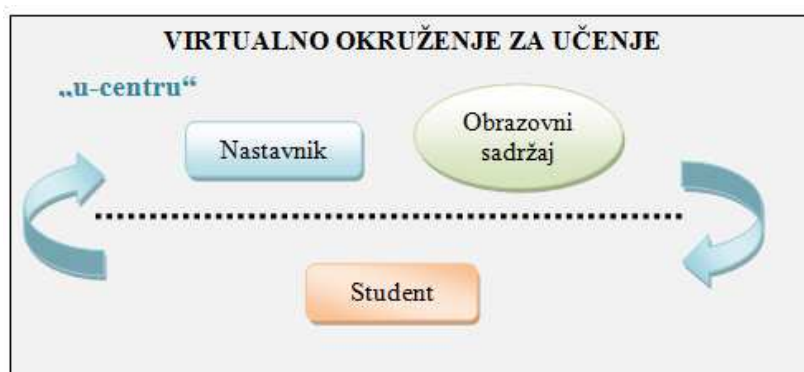 VIRTUALNO OKRUŽENJE ZA UČENJE
„u-centru“
Nastavnik
Obrazovni
sadržaj
Student